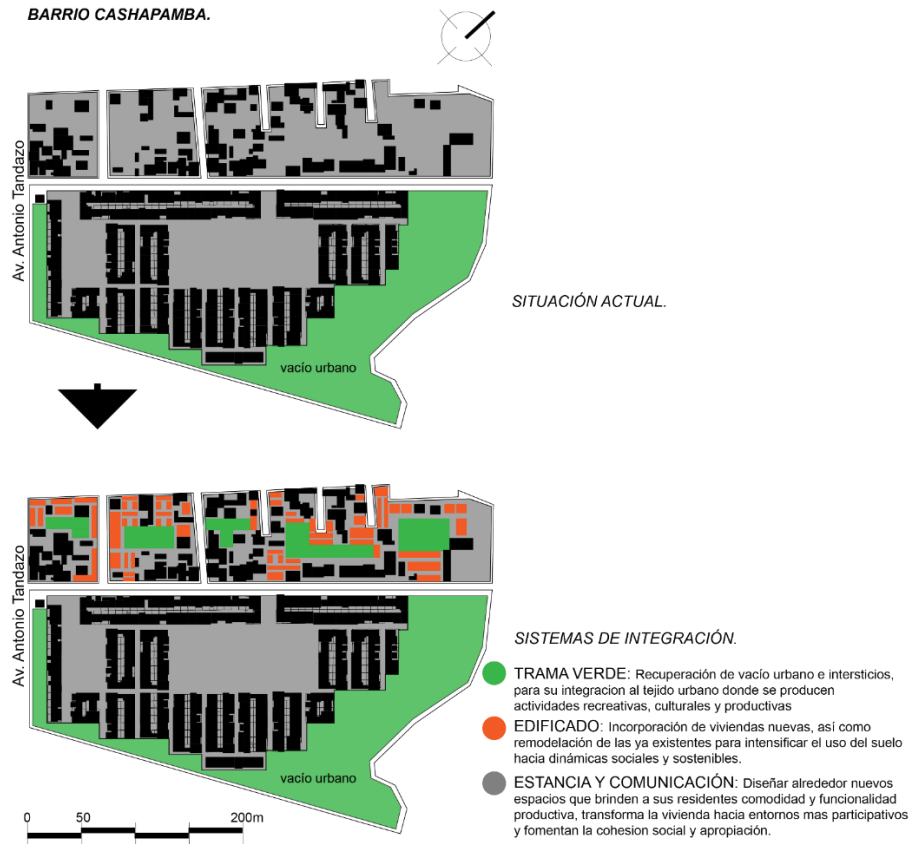 BARRIO CASHAPAMBA.
Av. Antonio Tandazo
SITUACIÓN ACTUAL.
vacío urbano
Av. Antonio Tandazo
SISTEMAS DE INTEGRACIÓN.
TRAMA VERDE: Recuperación de vacío urbano e intersticios,
para su integracion al tejido urbano donde se producen
actividades recreativas, culturales y productivas
EDIFICADO: Incorporación de viviendas nuevas, así como
remodelación de las ya existentes para intensificar el uso del suelo
hacia dinámicas sociales y sostenibles.
vacío urbano
ESTANCIA Y COMUNICACIÓN: Diseñar alrededor nuevos
espacios que brinden a sus residentes comodidad y funcionalidad
productiva, transforma la vivienda hacia entornos mas participativos
y fomentan la cohesion social y apropiación.
0 50 200m